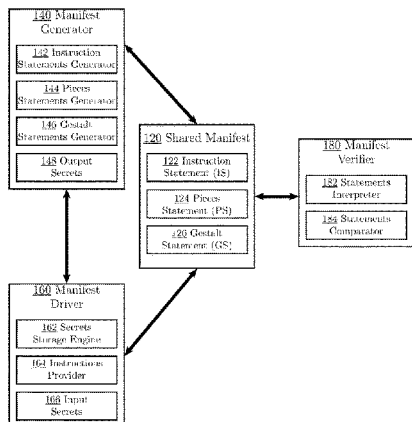 140 Manifest
Generator
142 Instruction
Statements Generator
144 Pieces
Statements Generator
146 Gestalt
Statements Generator
148 Output
Secrets
120 Shared Manifest
122 Instruction
Statement (IS)
124 Pieces
Statement (PS)
126 Gestalt
Statement (GS)
180 Manifest
Verifier
182 Statements
Interpreter
184 Statements
Comparator
160 Manifest
Driver
162 Secrets
Storage Engine
164 Instructions
Provider
166 Input
Secrets